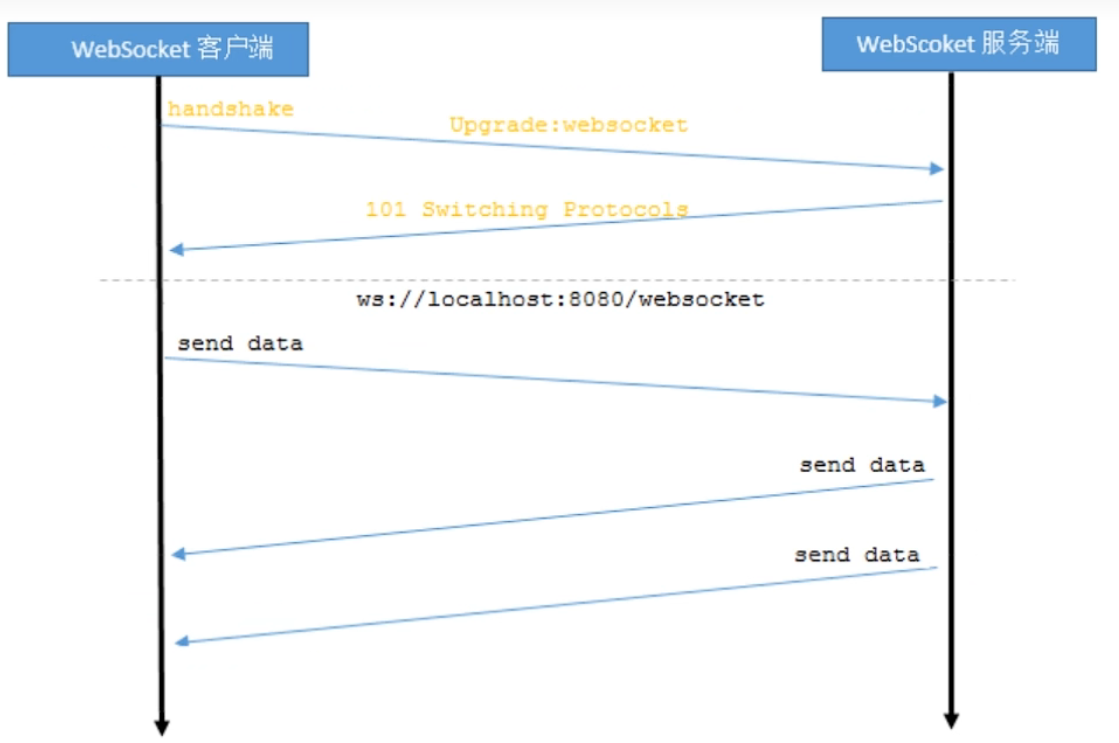 WebSocket 客户端
WebScoket 服务端
handshake
Upgrade:websocket
101 Switching Protocols
ws://localhost:8080/websocket
send data
send data
send data